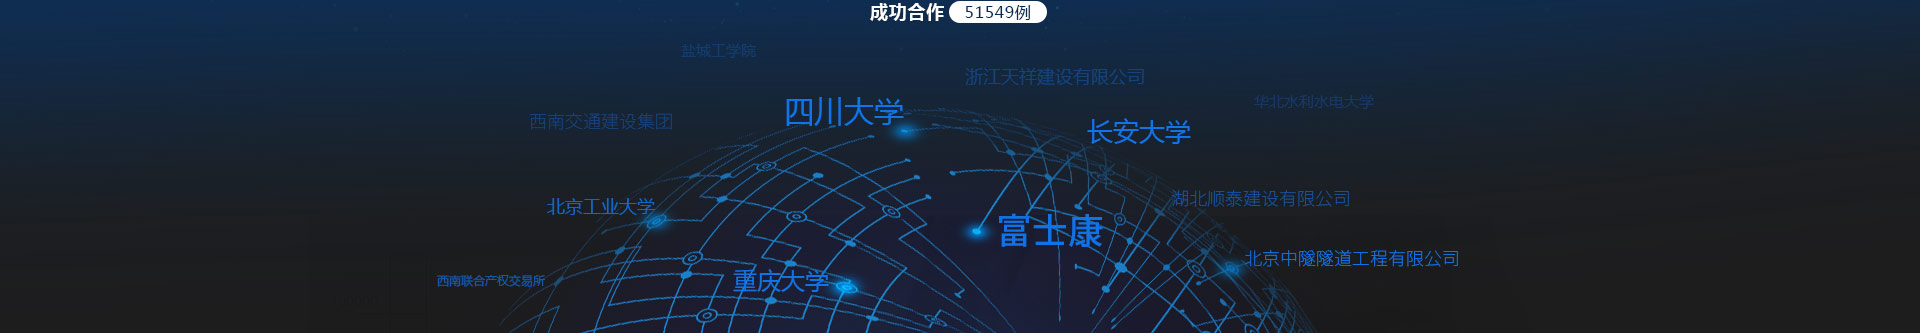 成功合作 51549例
盐城工学院
浙江天祥建设有限公司
华北水利水电大学
四川大学
西南交通建设集团
长安大学
湖北顺泰建设有限公司
北京工业大学
富士康
北京中隧隧道工程有限公司
西南联合产权交易所
重庆大学